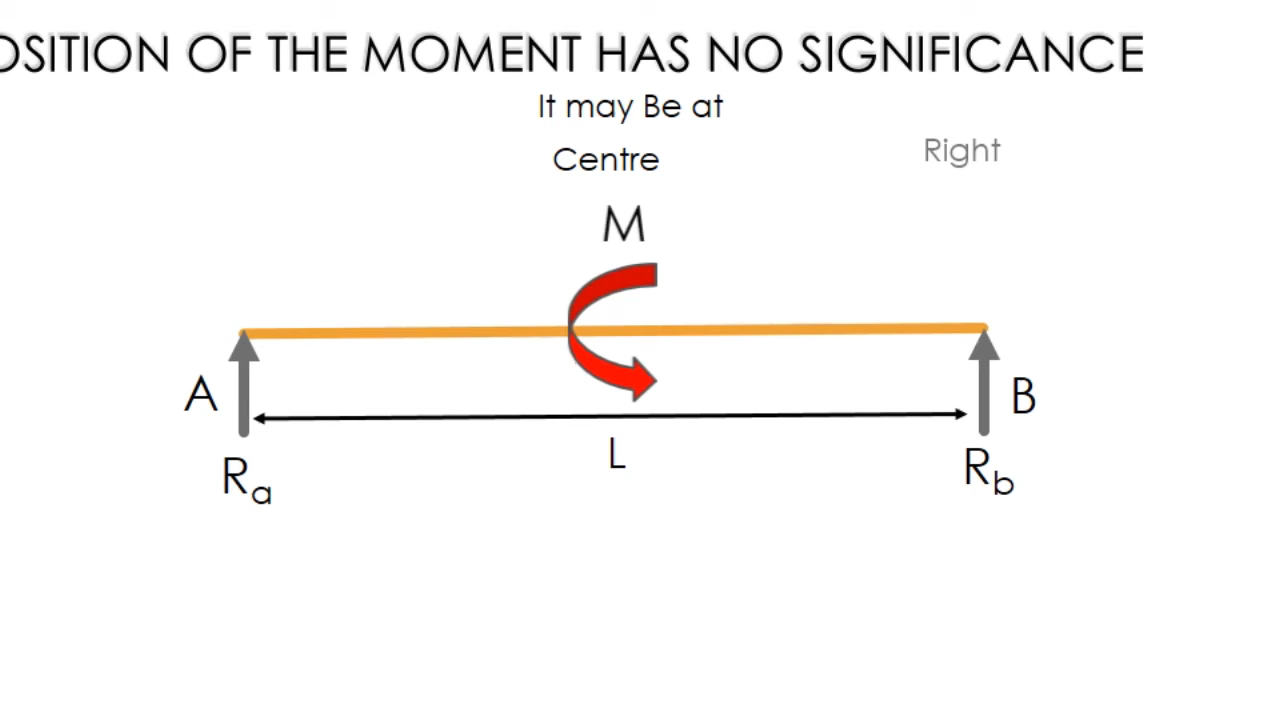 OSITION OF THE MOMENT HAS NO SIGNIFICANCE
It may Be at
Centre
Right
M
A
B
L
Ra
Rb